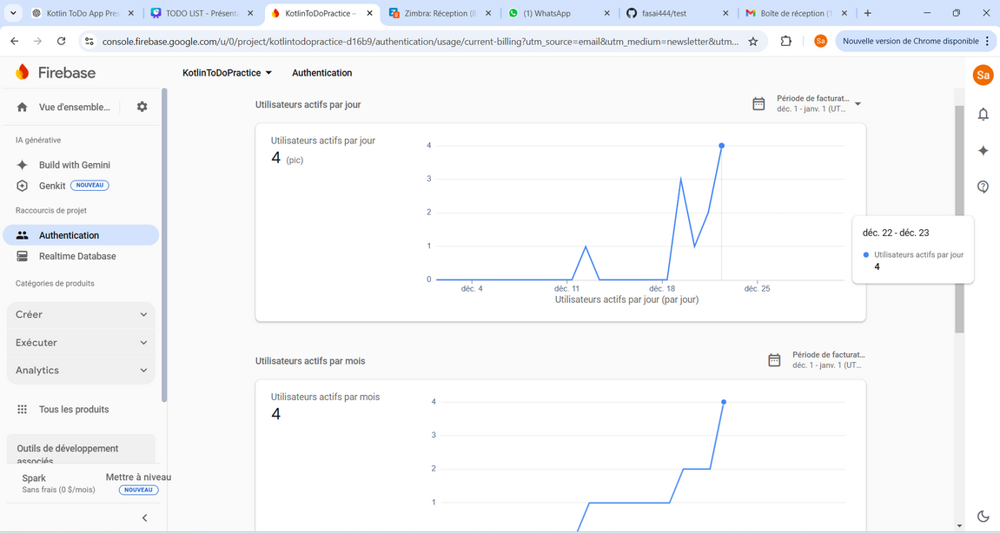 Kotlin ToDo App Pres
TODO LIST - Présenta
KotlinToDoPractice –
Zimbra: Réception (8
(1) WhatsApp
fasai444/test
Boîte de réception (1
console.firebase.google.com/u/0/project/kotlintodopractice-d16b9/authentication/usage/current-billing?utm_source=email&utm_medium=newsletter&utm...
Sa
Nouvelle version de Chrome disponible
Firebase
KotlinToDoPractice
Authentication
Sa
Vue d'ensemble...
IA générative
Build with Gemini
Genkit
NOUVEAU
Raccourcis de projet
Authentication
Realtime Database
Catégories de produits
Créer
Exécuter
Analytics
Tous les produits
Outils de développement
associés
Spark
Sans frais (0 $/mois)
Mettre à niveau
NOUVEAU
Utilisateurs actifs par jour
Période de facturat...
déc. 1 - janv. 1 (UT...
Utilisateurs actifs par jour
4 (pic)
4
3
2
1
0
déc. 4
déc. 11
déc. 18
déc. 25
Utilisateurs actifs par jour (par jour)
déc. 22 - déc. 23
Utilisateurs actifs par jour
4
Utilisateurs actifs par mois
Période de facturat...
déc. 1 - janv. 1 (UT...
Utilisateurs actifs par mois
4
4
3
2
1